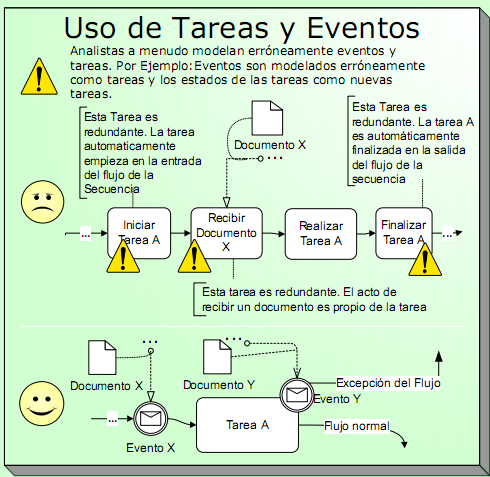 Uso de Tareas y Eventos
Analistas a menudo modelan erróneamente eventos y
tareas. Por Ejemplo:Eventos son modelados erróneamente
como tareas y los estados de las tareas como nuevas
tareas.
Esta Tarea es
redundante. La tarea
automaticamente
empieza en la entrada
del flujo de la
Secuencia
Documento X
...
Esta Tarea es
redundante. La tarea A
es automáticamente
finalizada en la salida
del flujo de la
secuencia
...
Iniciar
Tarea A
Recibir
Documento
X
Realizar
Tarea A
Finalizar
Tarea A
...
Esta tarea es redundante. El acto de
recibir un documento es propio de la tarea
...
Documento X
...
Documento Y
Excepción del Flujo
Evento Y
...
Evento X
Tarea A
Flujo normal